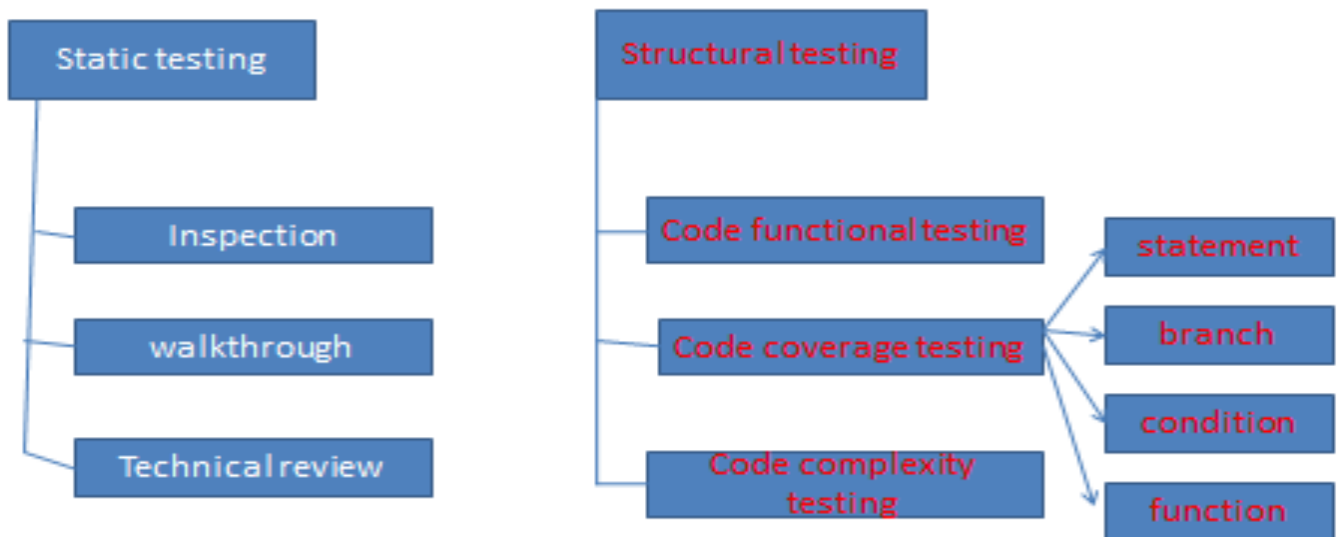 Static testing
Inspection
walkthrough
Technical review
Structural testing
Code functional testing
Code coverage testing
Code complexity
testing
statement
branch
condition
function